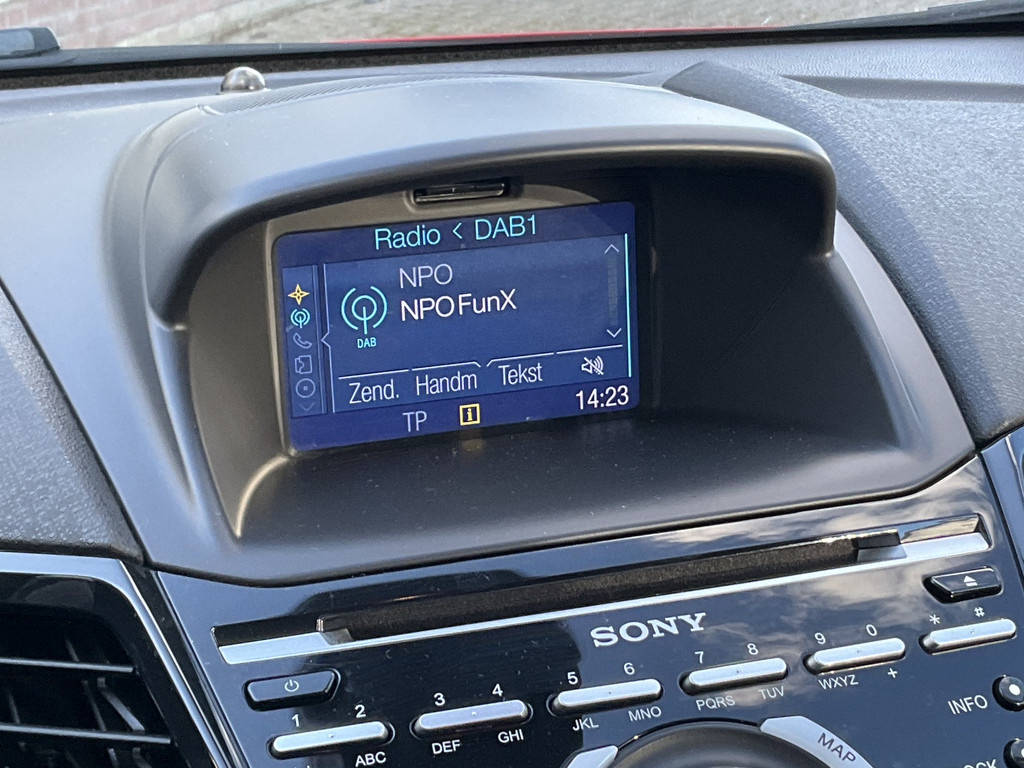 Radio < DAB1
NPO
NPO FunX
DAB
Zend. Handm Tekst
TP i 14:23
SONY
1 2 3 4 5 6 7 8 9 0 * #
ABC DEF GHI JKL MNO PQRS TUV WXYZ +
INFO
MAP